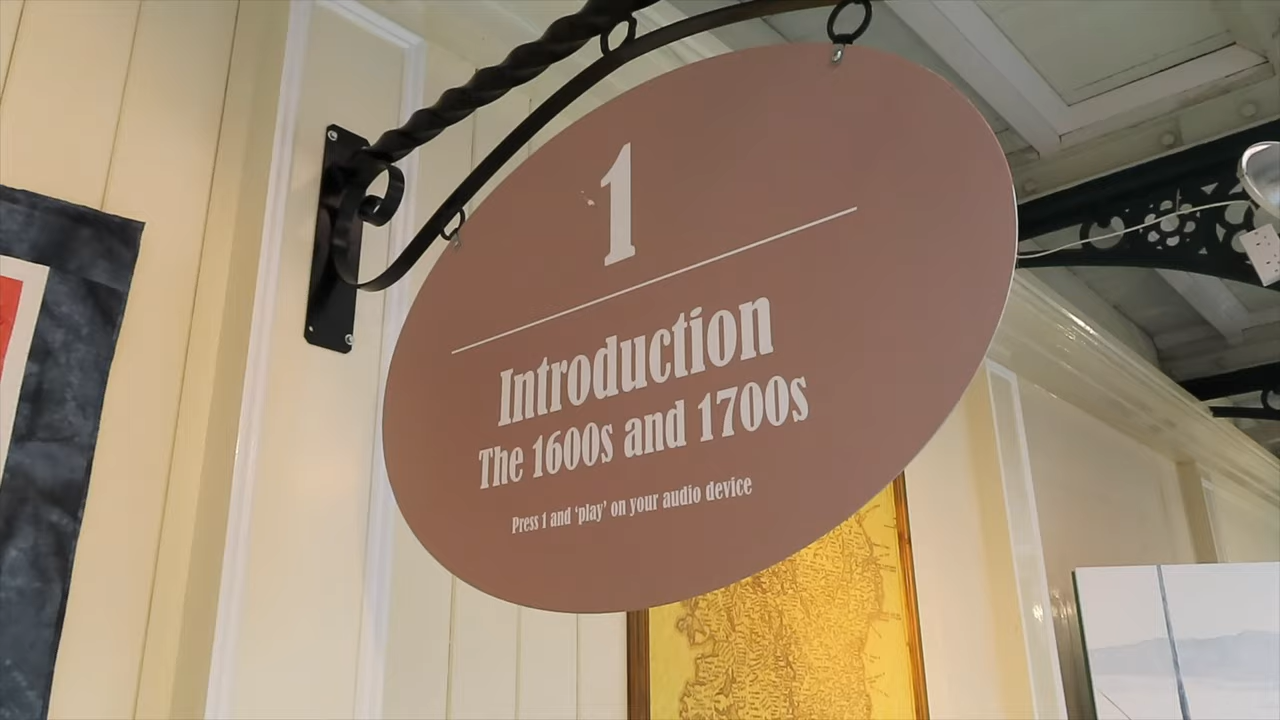 1
Introduction
The 1600s and 1700s
Press 1 and ‘play’ on your audio device